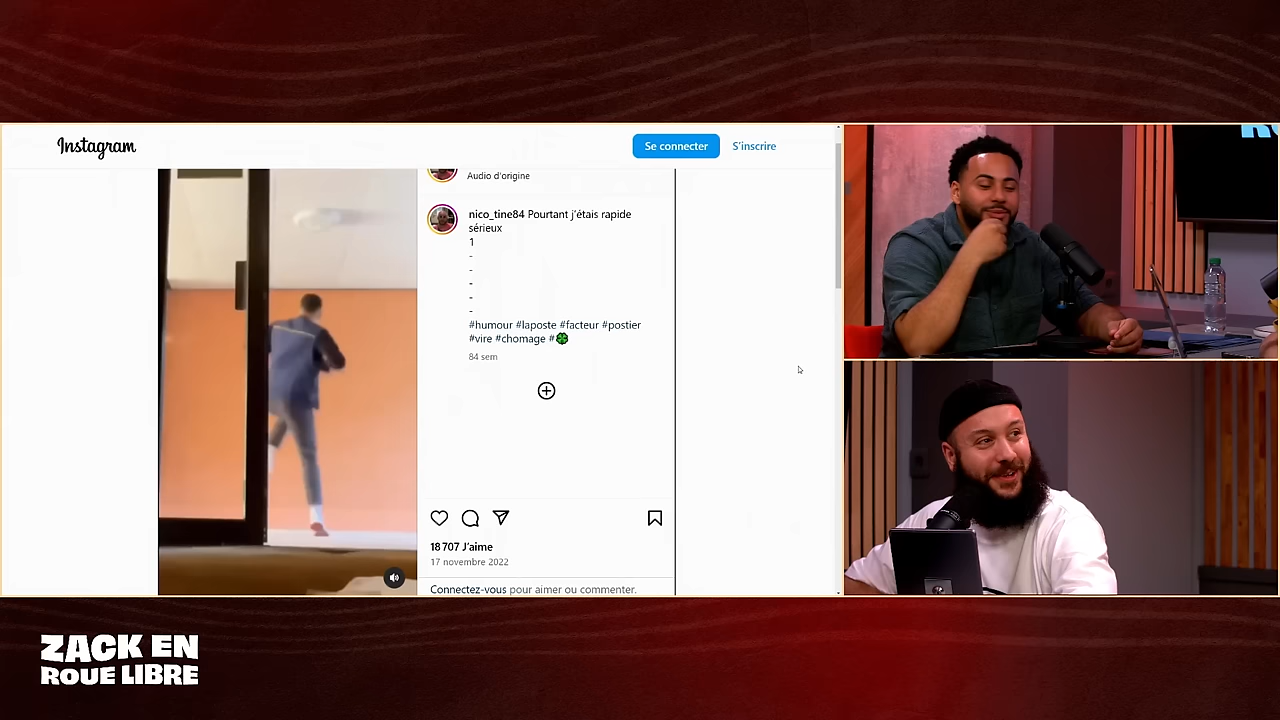 Instagram
Se connecter
S'inscrire
Audio d'origine
nico_tine84 Pourtant j'étais rapide
sérieux
1
-
-
-
-
-
#humour #laposte #facteur #postier
#vire #chomage #🍀
84 sem
18 707 J'aime
17 novembre 2022
Connectez-vous pour aimer ou commenter.
ZACK EN
ROUE LIBRE